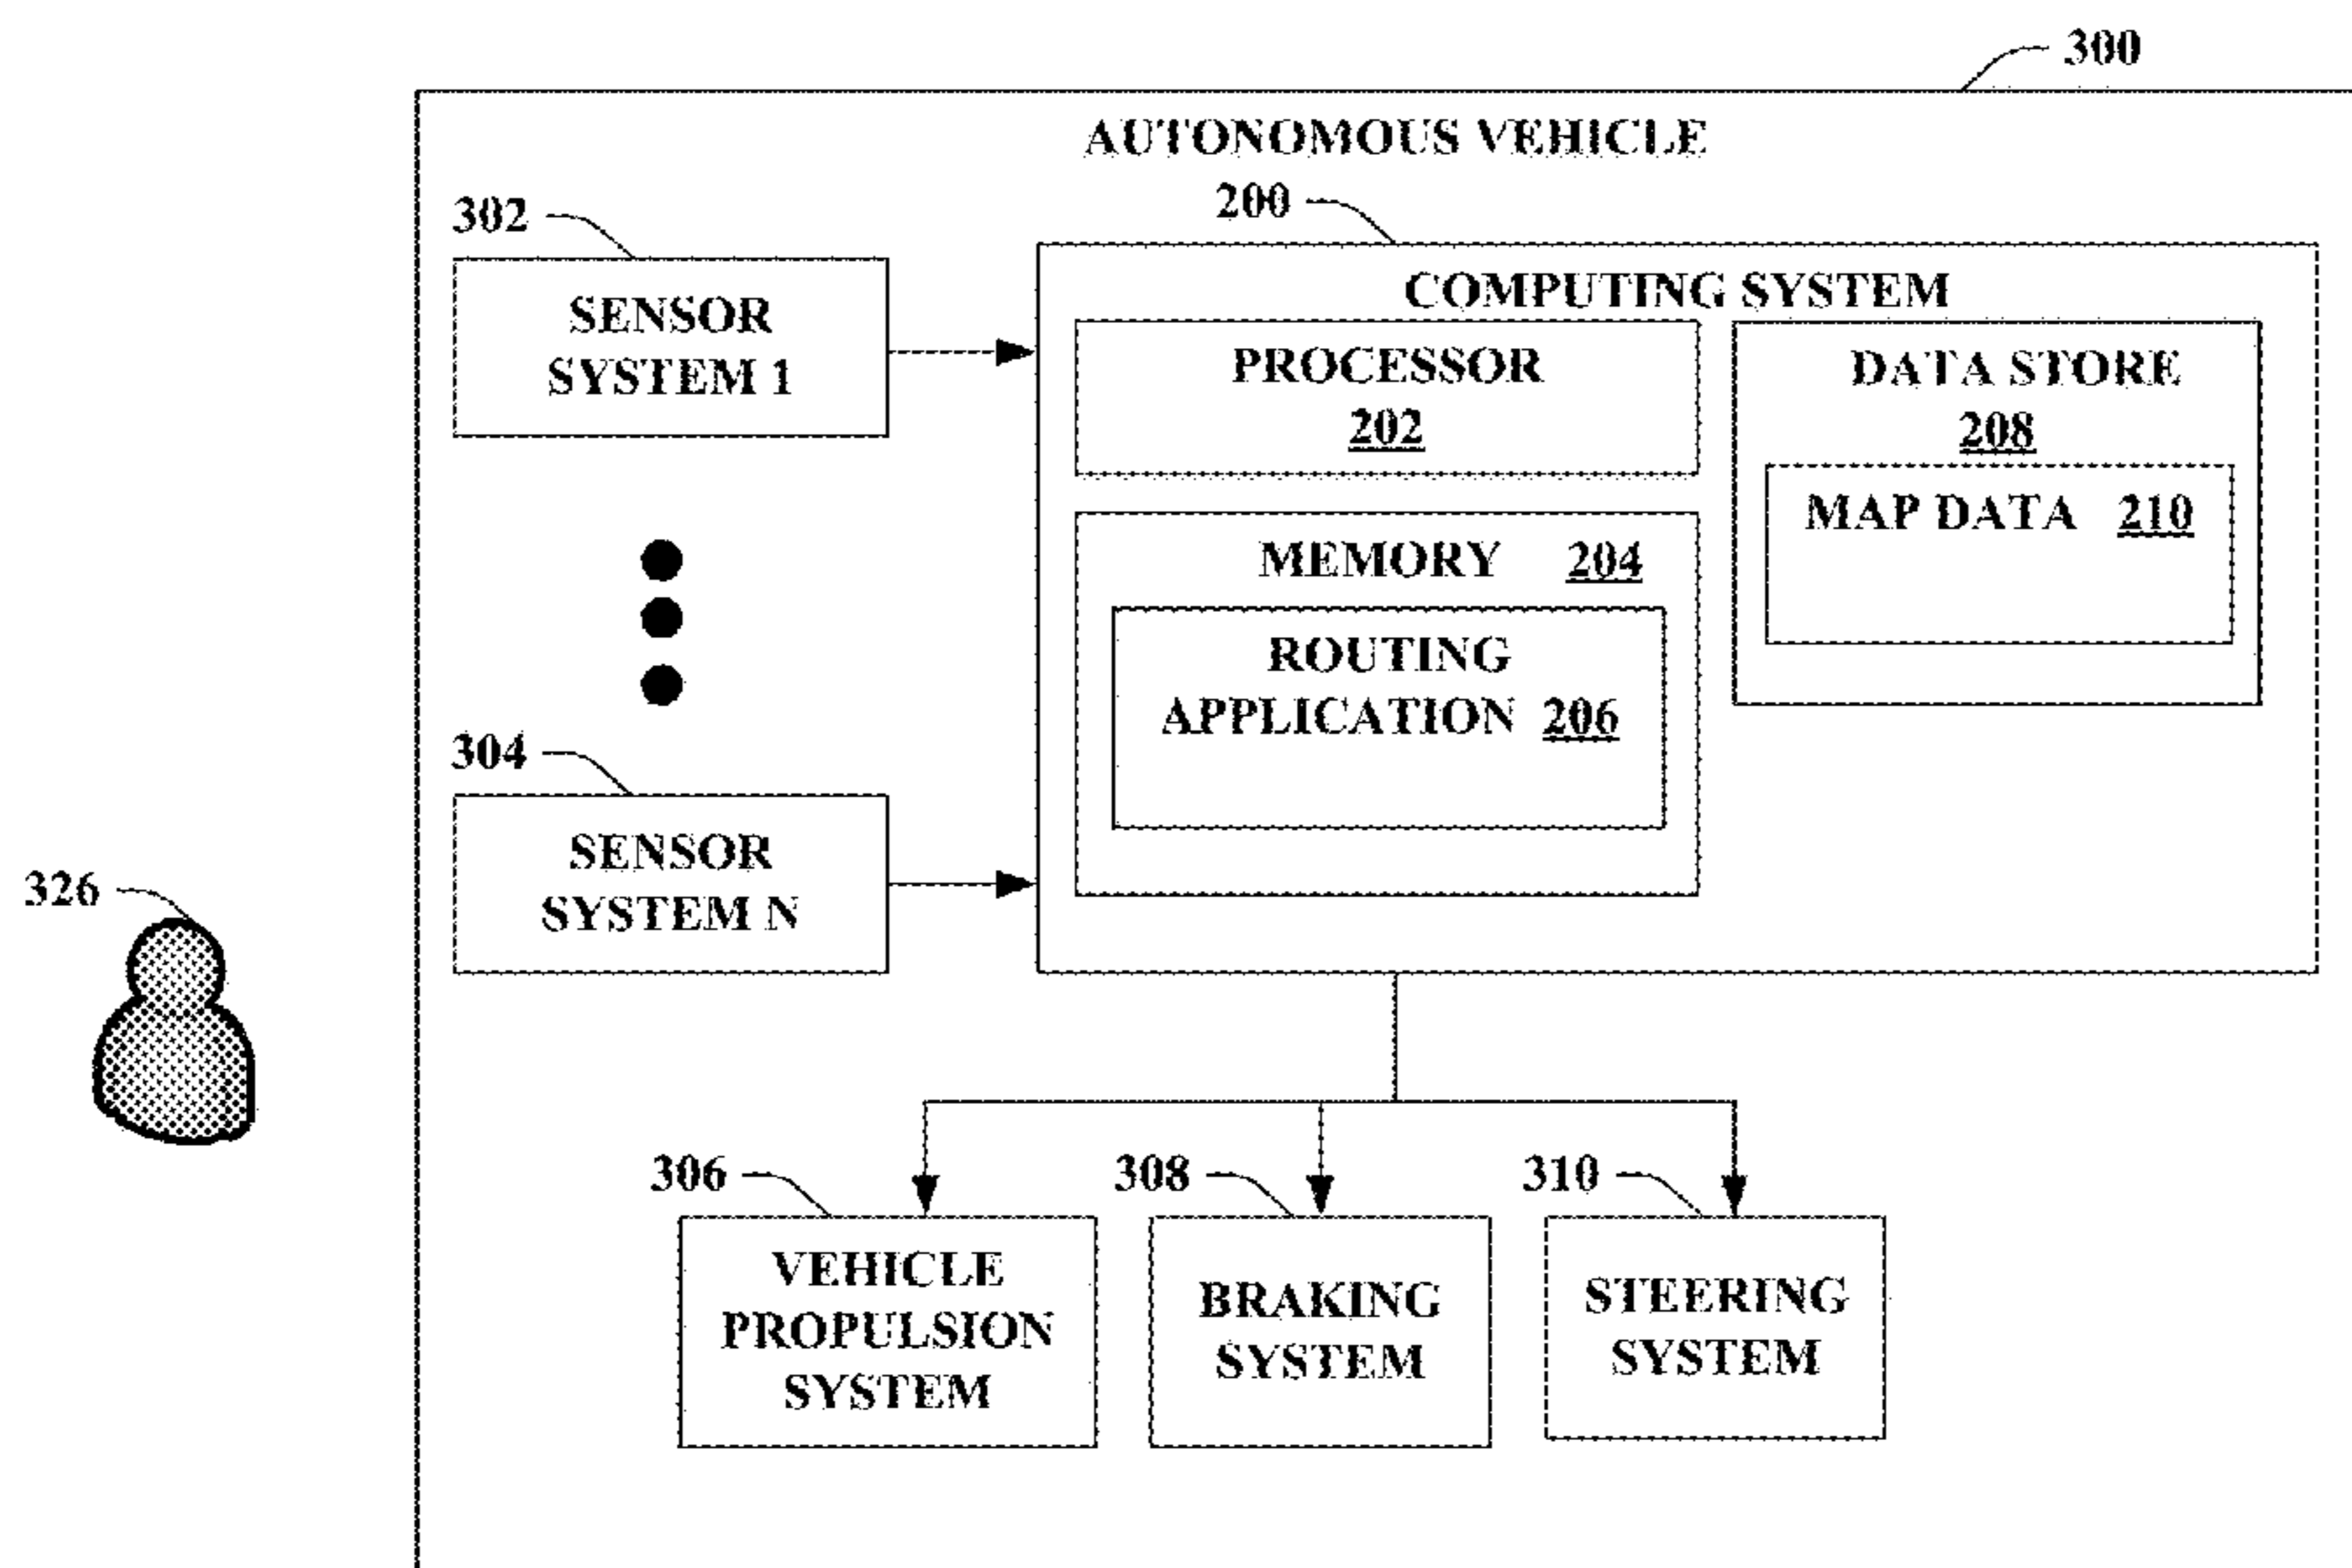 300
AUTONOMOUS VEHICLE
302
200
SENSOR
SYSTEM 1
COMPUTING SYSTEM
PROCESSOR
202
DATA STORE
208
MAP DATA 210
MEMORY 204
ROUTING
APPLICATION 206
304
SENSOR
SYSTEM N
326
306
308
310
VEHICLE
PROPULSION
SYSTEM
BRAKING
SYSTEM
STEERING
SYSTEM